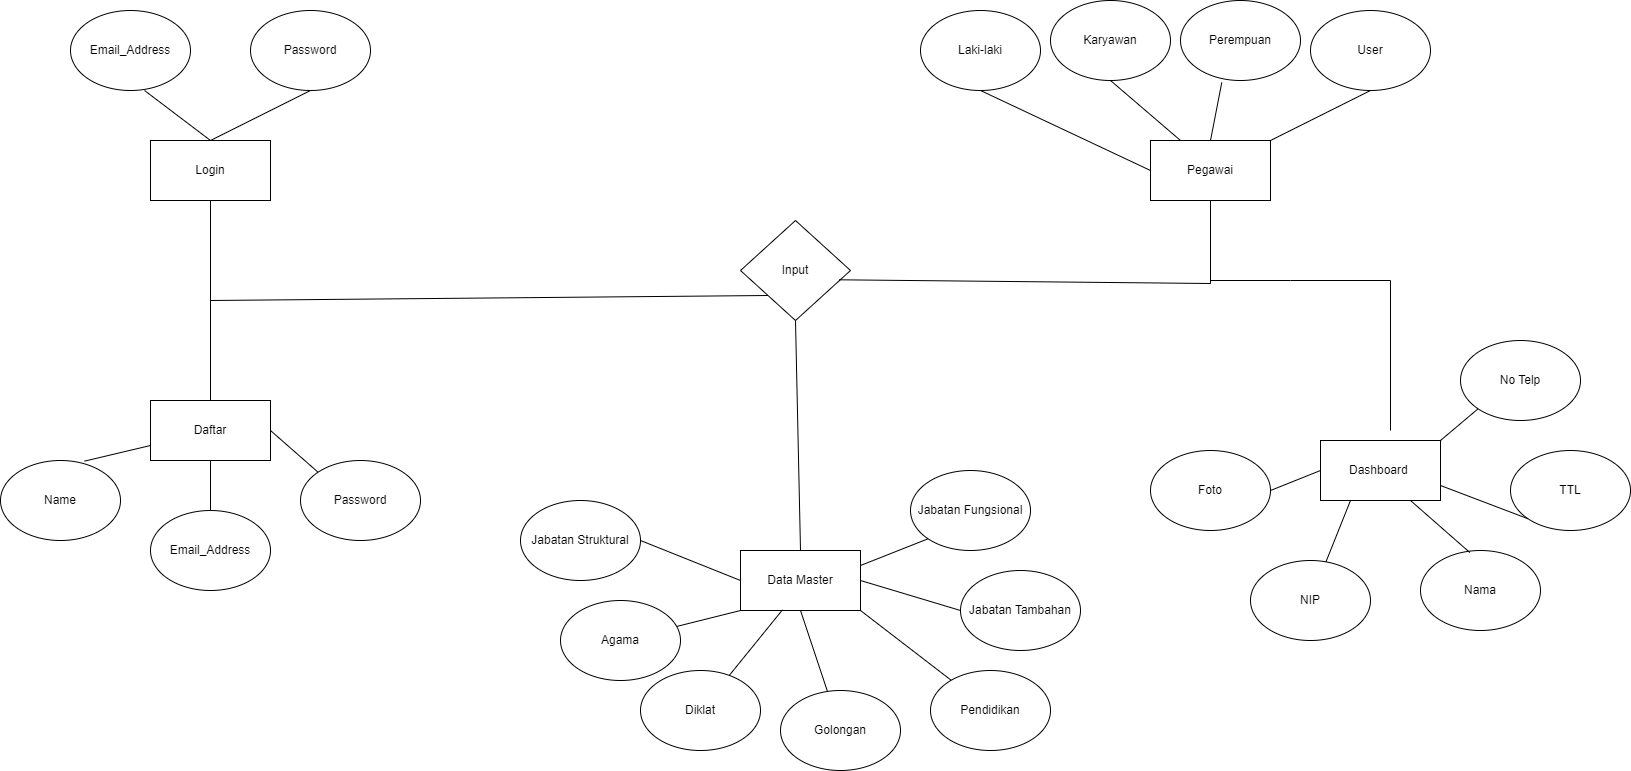 Email_Address
Password
Laki-laki
Karyawan
Perempuan
User
Login
Pegawai
Input
Daftar
Name
Email_Address
Password
No Telp
Dashboard
Foto
TTL
NIP
Nama
Jabatan Fungsional
Jabatan Struktural
Data Master
Jabatan Tambahan
Agama
Diklat
Golongan
Pendidikan